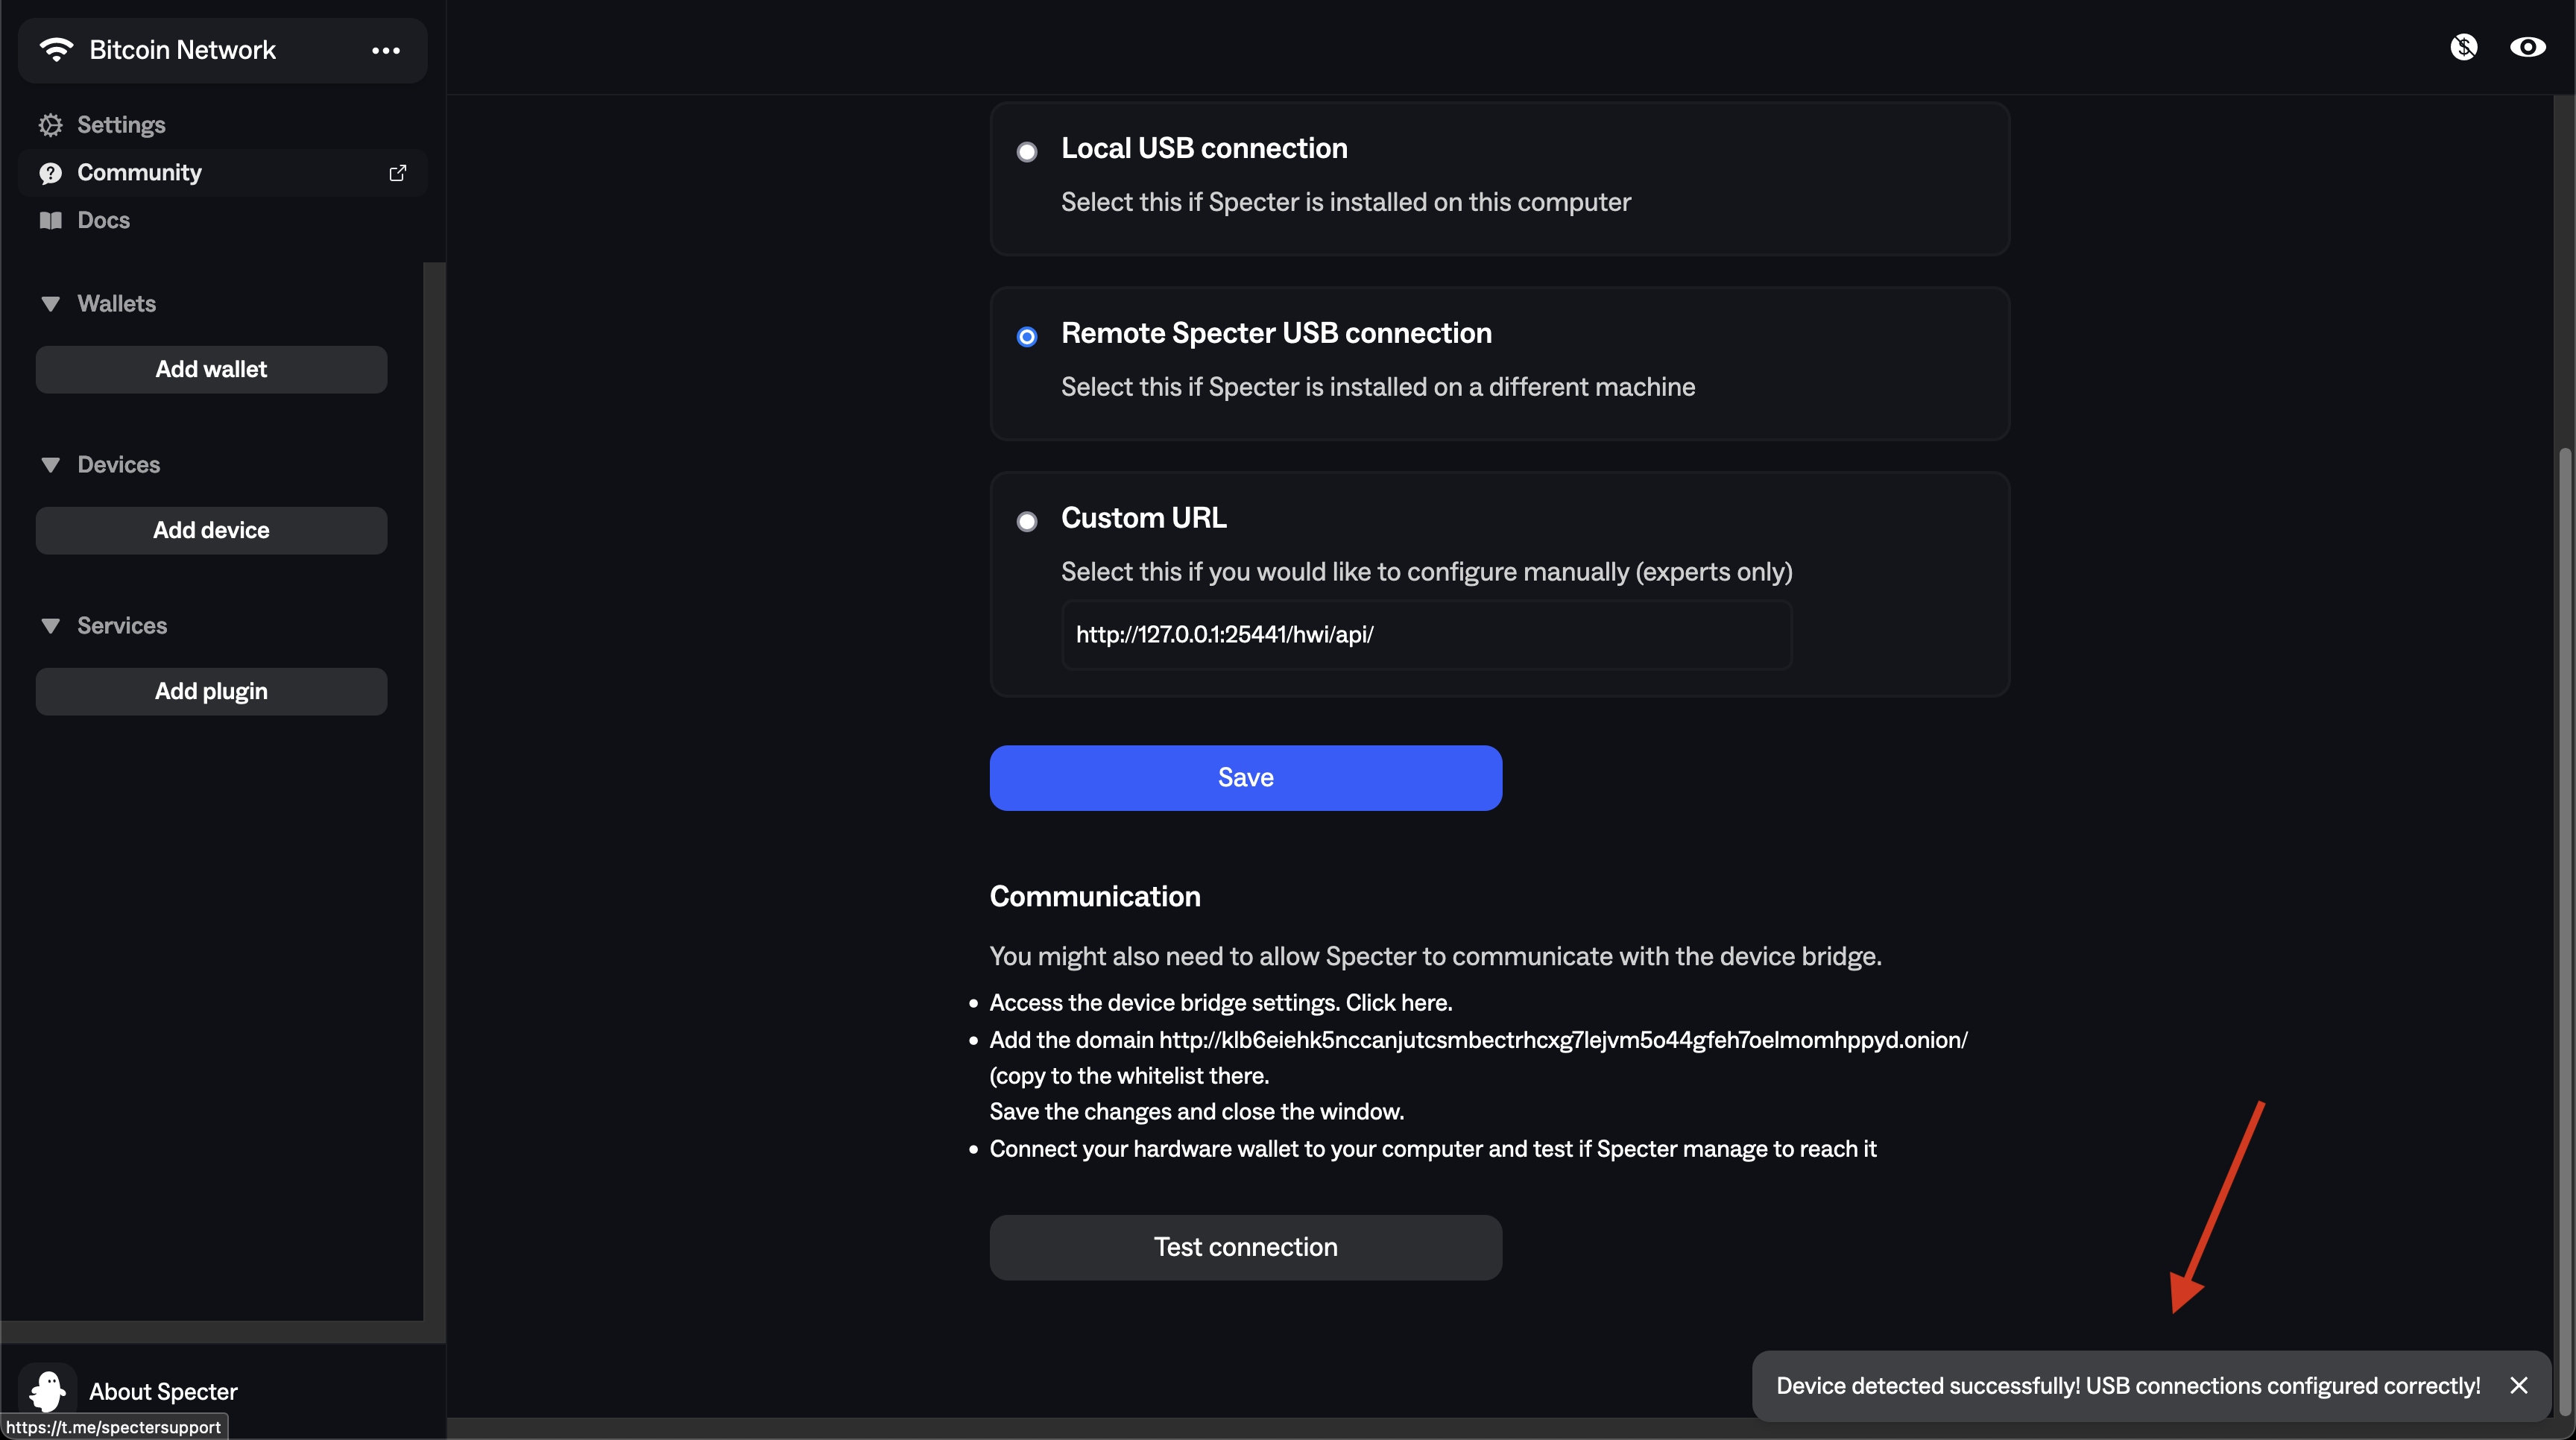 Bitcoin Network
Settings
Community
Docs
Wallets
Add wallet
Devices
Add device
Services
Add plugin
About Specter
https://t.me/spectersupport
Local USB connection
Select this if Specter is installed on this computer
Remote Specter USB connection
Select this if Specter is installed on a different machine
Custom URL
Select this if you would like to configure manually (experts only)
http://127.0.0.1:25441/hwi/api/
Save
Communication
You might also need to allow Specter to communicate with the device bridge.
Access the device bridge settings. Click here.
Add the domain http://klb6eiehk5nccanjutcsmbectrhcxg7lejvm5o44gfeh7oelmomhppyd.onion/
(copy to the whitelist there.
Save the changes and close the window.
Connect your hardware wallet to your computer and test if Specter manage to reach it
Test connection
Device detected successfully! USB connections configured correctly!